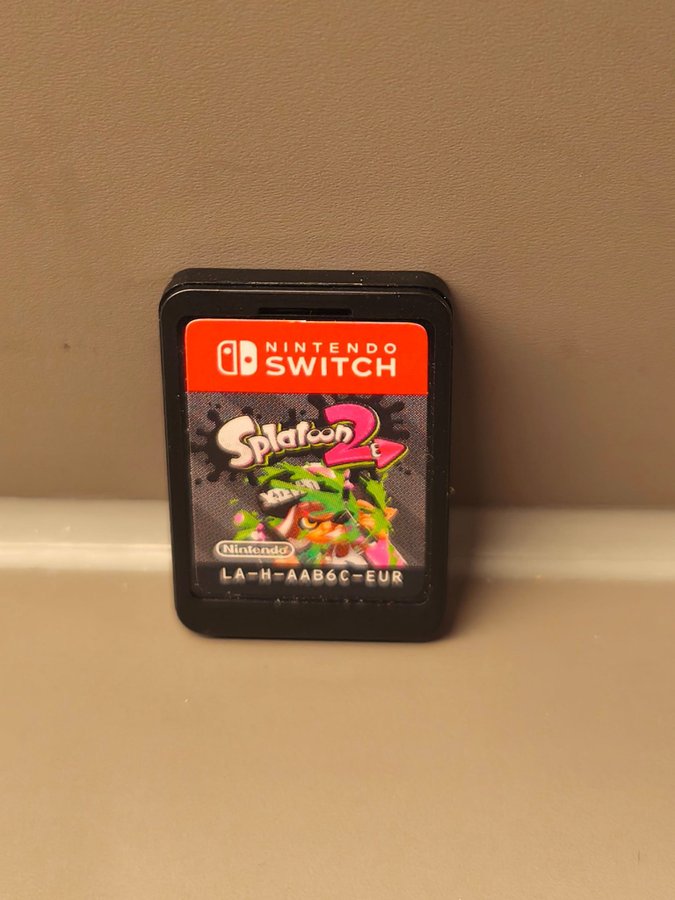 NINTENDO
SWITCH
Splatoon 2
Nintendo
LA-H-AAB6C-EUR